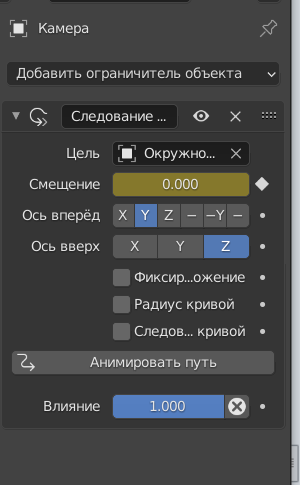 Камера
Добавить ограничитель объекта
Следование ...
Цель Окружно...
Смещение 0.000
Ось вперёд X Y Z − −Y −
Ось вверх X Y Z
Фиксир...ожение
Радиус кривой
Следов... кривой
Анимировать путь
Влияние 1.000